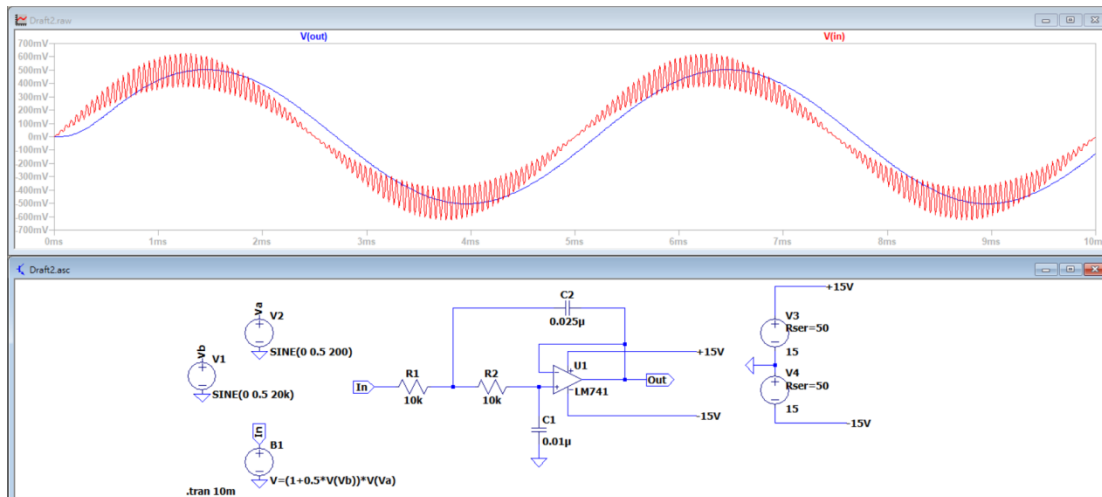 Draft2.raw
V(out) V(in)
700mV
600mV
500mV
400mV
300mV
200mV
100mV
0mV
-100mV
-200mV
-300mV
-400mV
-500mV
-600mV
-700mV
0ms 1ms 2ms 3ms 4ms 5ms 6ms 7ms 8ms 9ms 10ms
Draft2.asc
Va
V2
SINE(0 0.5 200)
Vb
V1
SINE(0 0.5 20k)
In
B1
V=(1+0.5*V(Vb))*V(Va)
.tran 10m
C2
0.025µ
In
R1
10k
R2
10k
C1
0.01µ
U1
LM741
+15V
-15V
Out
+15V
V3
Rser=50
15
V4
Rser=50
15
-15V